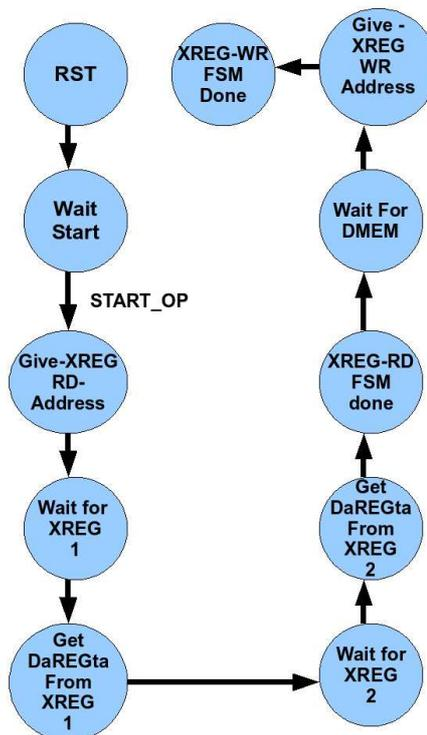 RST
Wait
Start
START_OP
Give-XREG
RD-
Address
Wait for
XREG
1
Get
DaREGta
From
XREG
1
Wait for
XREG
2
Get
DaREGta
From
XREG
2
XREG-RD
FSM
done
Wait For
DMEM
Give -
XREG
WR
Address
XREG-WR
FSM
Done